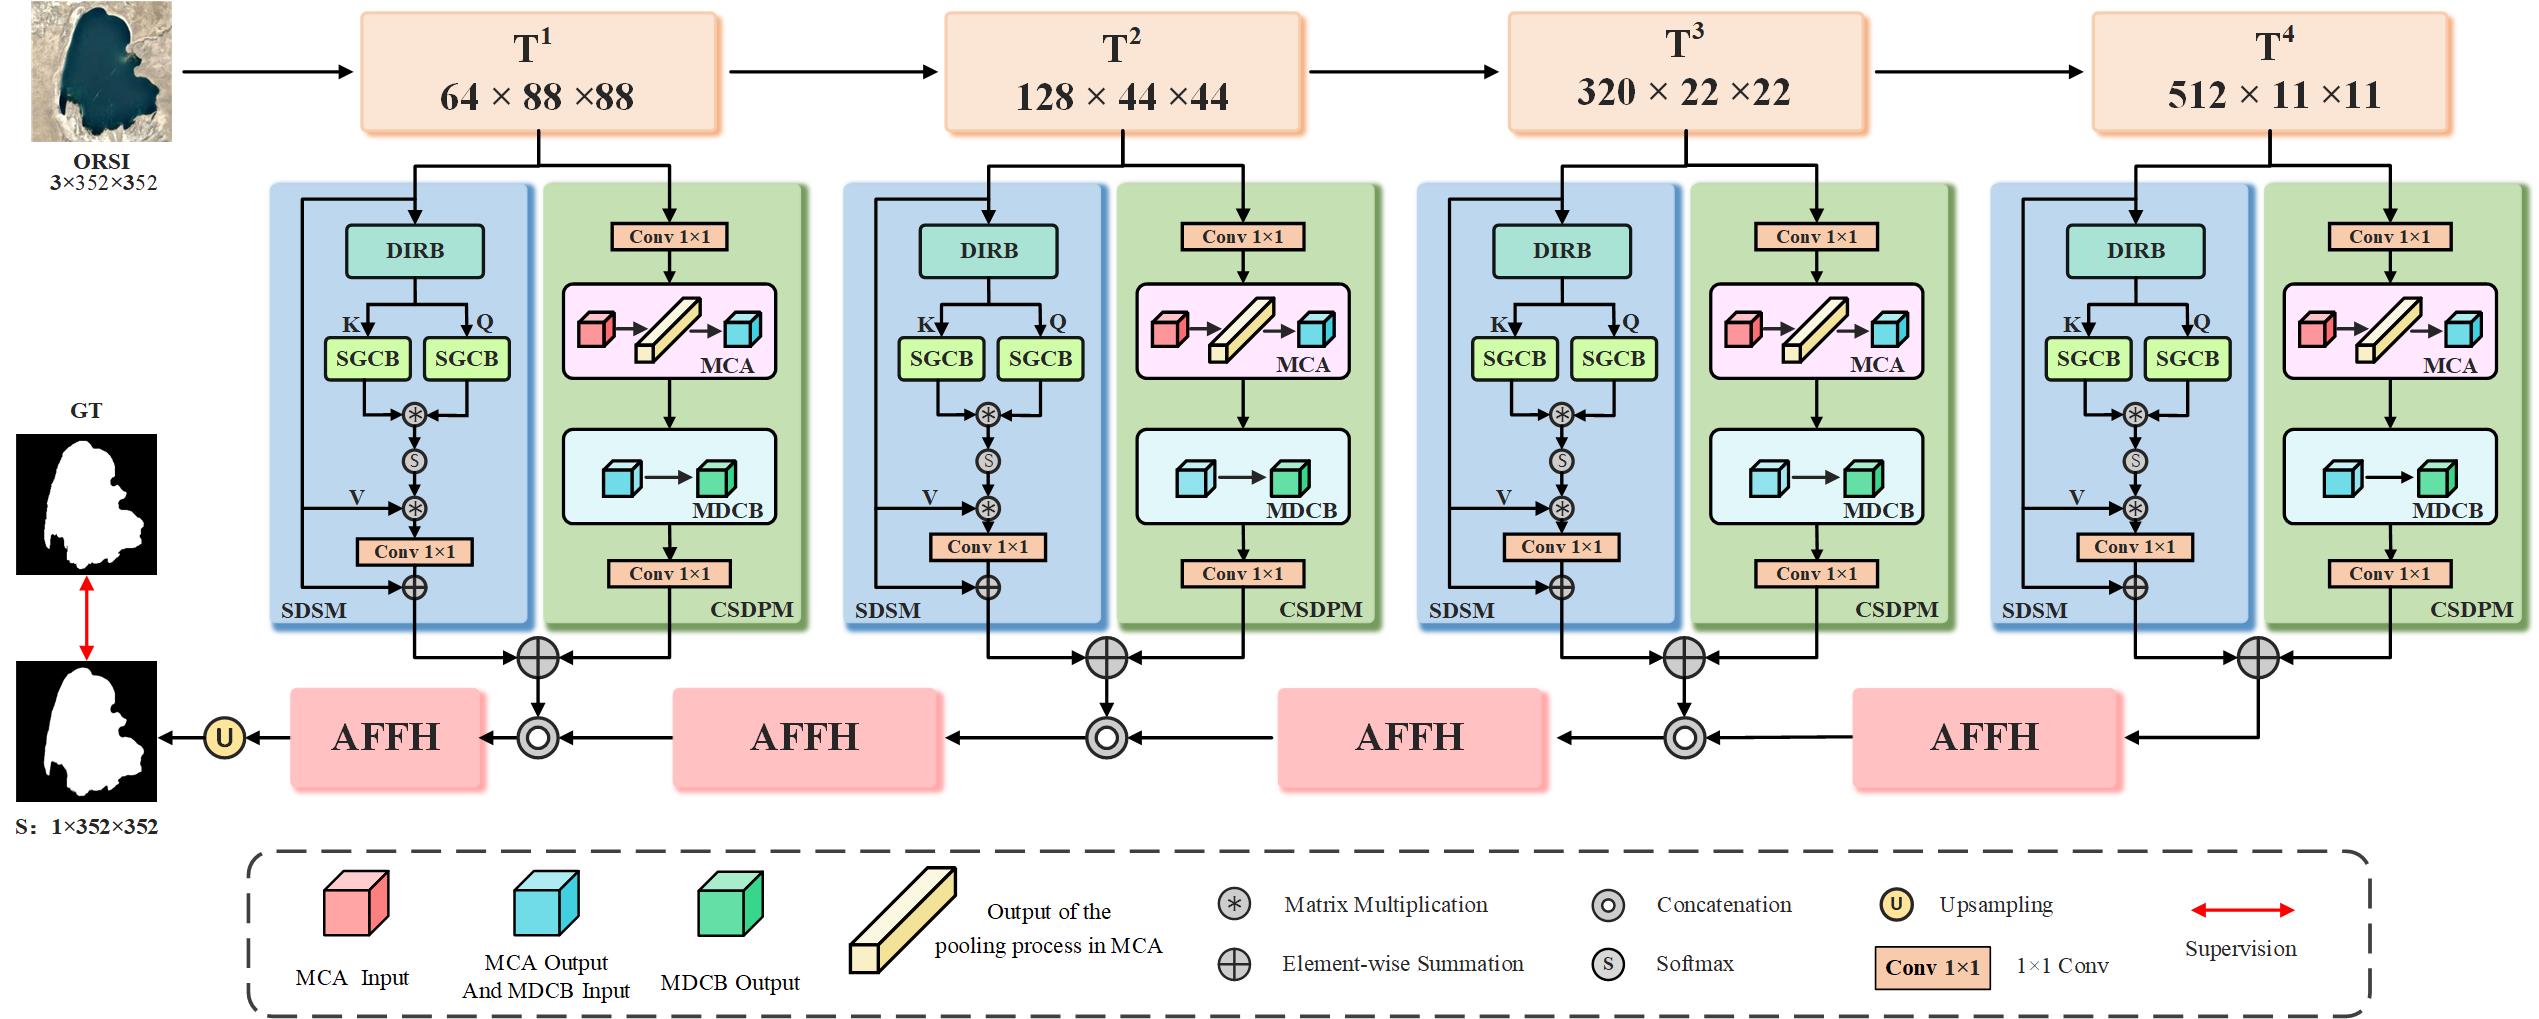 T1
64 × 88 ×88
T2
128 × 44 ×44
T3
320 × 22 ×22
T4
512 × 11 ×11
ORSI
3×352×352
DIRB
K
Q
SGCB
SGCB
*
S
V
*
Conv 1×1
SDSM
Conv 1×1
MCA
MDCB
Conv 1×1
CSDPM
DIRB
K
Q
SGCB
SGCB
*
S
V
*
Conv 1×1
SDSM
Conv 1×1
MCA
MDCB
Conv 1×1
CSDPM
DIRB
K
Q
SGCB
SGCB
*
S
V
*
Conv 1×1
SDSM
Conv 1×1
MCA
MDCB
Conv 1×1
CSDPM
DIRB
K
Q
SGCB
SGCB
*
S
V
*
Conv 1×1
SDSM
Conv 1×1
MCA
MDCB
Conv 1×1
CSDPM
GT
U
AFFH
AFFH
AFFH
AFFH
S：1×352×352
MCA Input
MCA Output
And MDCB Input
MDCB Output
Output of the
pooling process in MCA
* Matrix Multiplication
Element-wise Summation
Concatenation
S Softmax
U Upsampling
Conv 1×1 1×1 Conv
Supervision